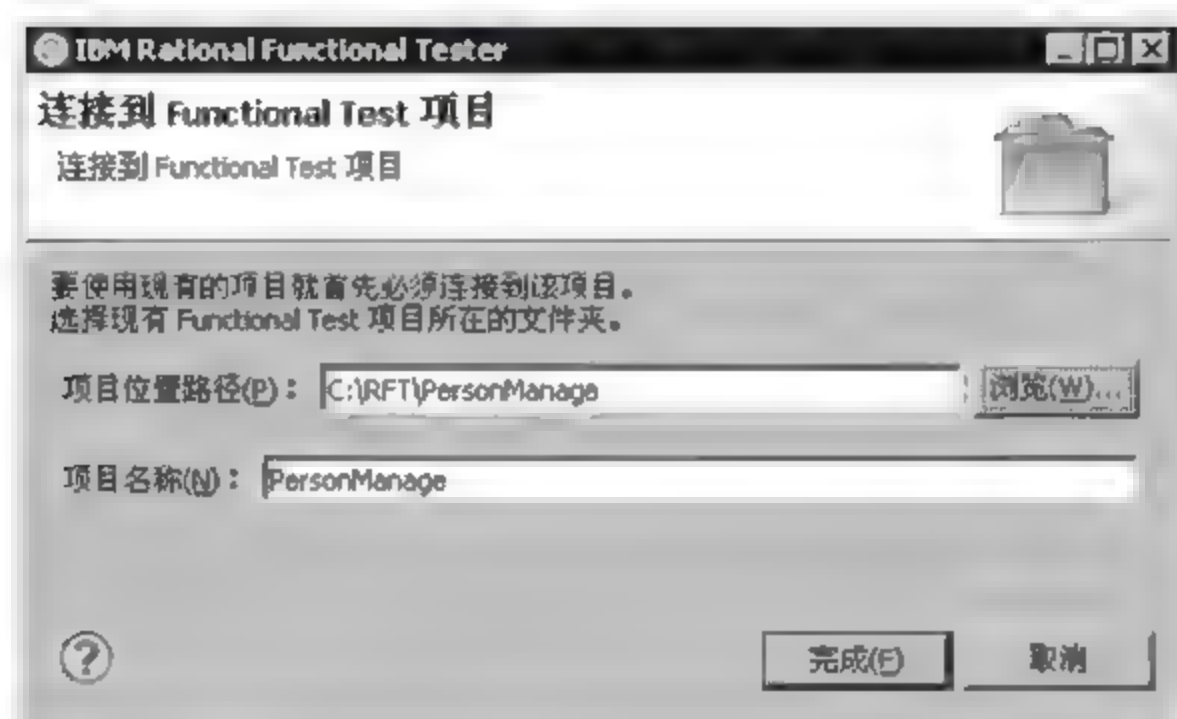 IBM Rational Functional Tester
连接到 Functional Test 项目
连接到 Functional Test 项目
要使用现有的项目就首先必须连接到该项目。
选择现有 Functional Test 项目所在的文件夹。
项目位置路径(P)： C:\RFT\PersonManage 浏览(W)...
项目名称(N)： PersonManage
完成(F) 取消